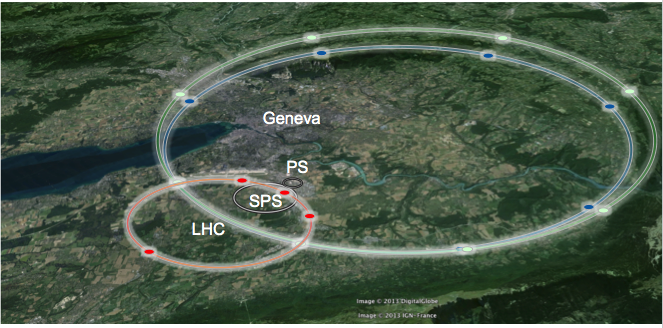 Geneva
PS
SPS
LHC
Image © 2013 DigitalGlobe
Image © 2013 IGN-France